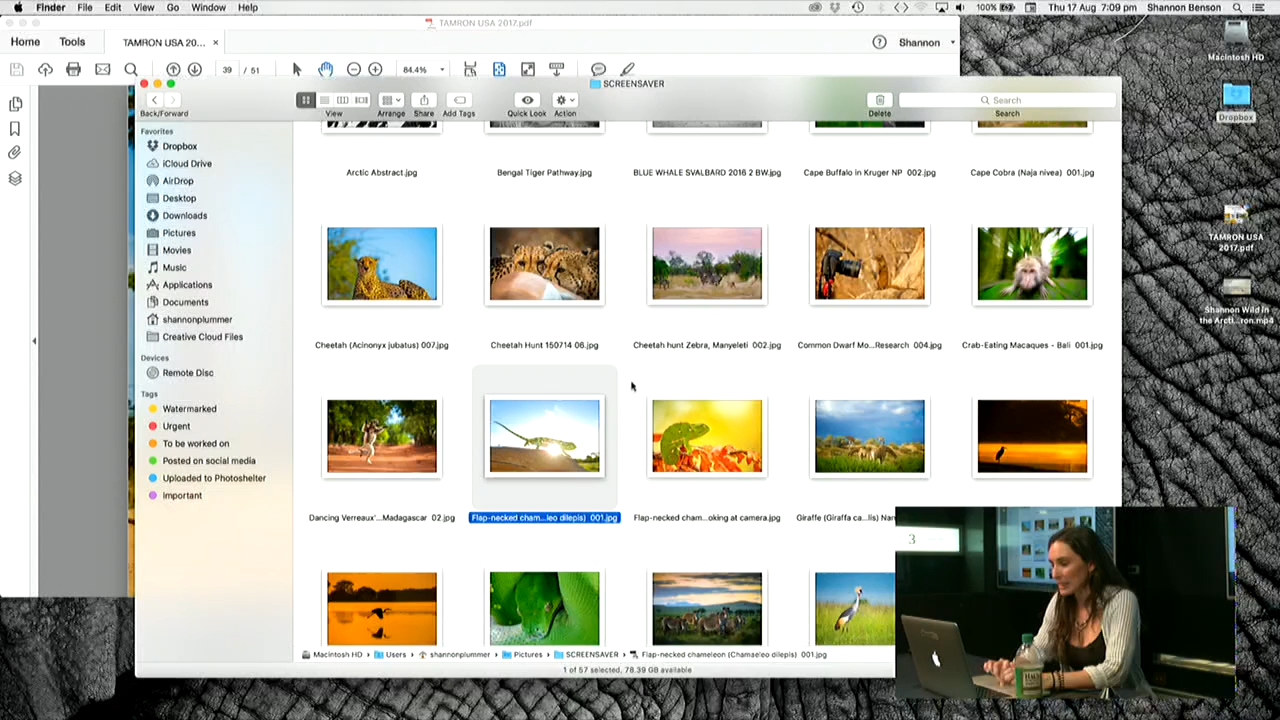 Finder File Edit View Go Window Help 100% Thu 17 Aug 7:09 pm Shannon Benson
TAMRON USA 2017.pdf
Home Tools TAMRON USA 20... × Shannon
39 / 51 84.4%
SCREENSAVER
Search
Back/Forward View Arrange Share Add Tags Quick Look Action Delete Search
Favorites
Dropbox
iCloud Drive
AirDrop
Desktop
Downloads
Pictures
Movies
Music
Applications
Documents
shannonplummer
Creative Cloud Files
Devices
Remote Disc
Tags
Watermarked
Urgent
To be worked on
Posted on social media
Uploaded to Photoshelter
Important
Arctic Abstract.jpg Bengal Tiger Pathway.jpg BLUE WHALE SVALBARD 2016 2 BW.jpg Cape Buffalo in Kruger NP 002.jpg Cape Cobra (Naja nivea) 001.jpg
Cheetah (Acinonyx jubatus) 007.jpg Cheetah Hunt 150714 06.jpg Cheetah hunt Zebra, Manyeleti 002.jpg Common Dwarf Mo...Research 004.jpg Crab-Eating Macaques - Bali 001.jpg
Dancing Verreaux'...Madagascar 02.jpg Flap-necked cham...leo dilepis) 001.jpg Flap-necked cham...oking at camera.jpg Giraffe (Giraffa ca...lis) Nam
Macintosh HD Users shannonplummer Pictures SCREENSAVER Flap-necked chameleon (Chamaeleo dilepis) 001.jpg
1 of 57 selected, 78.39 GB available
Macintosh HD
Dropbox
TAMRON USA
2017.pdf
Shannon Wild in
the Arcti...ron.mp4
3